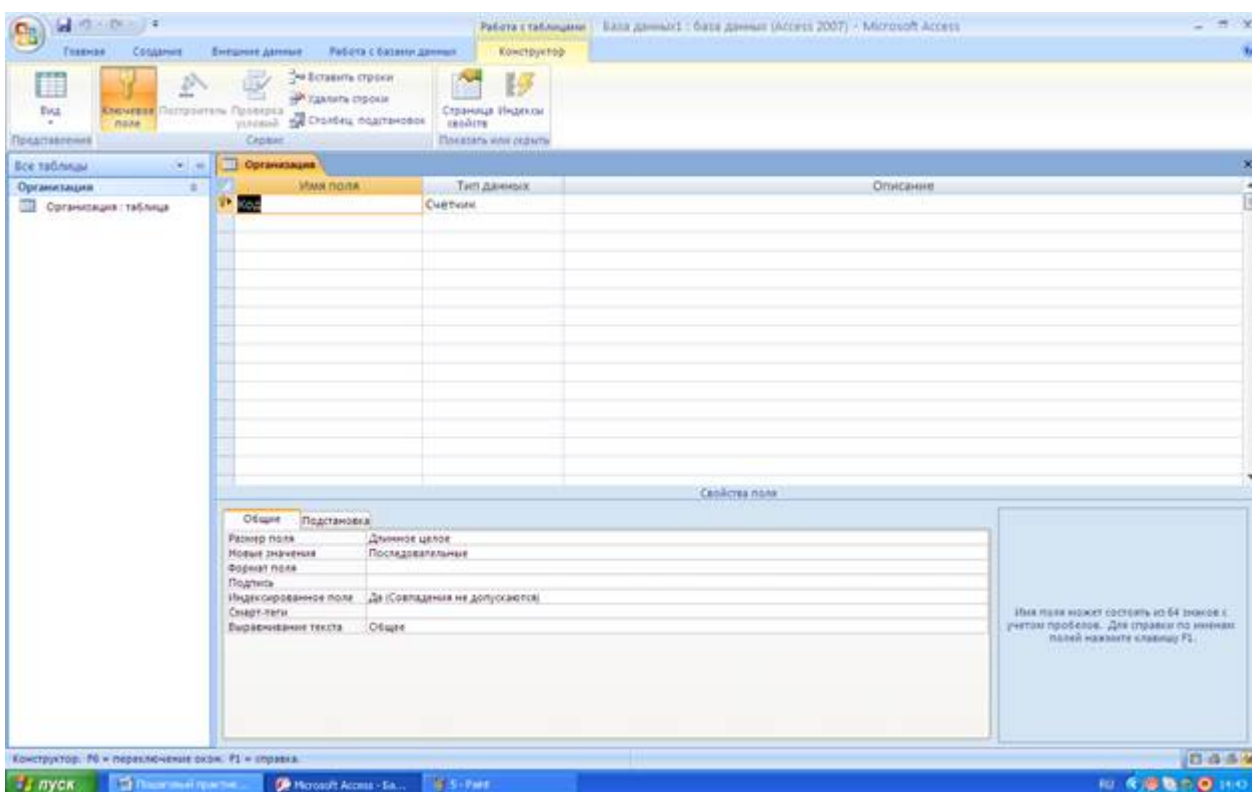 Работа с таблицами База данных1 : база данных (Access 2007) - Microsoft Access
Главная Создание Внешние данные Работа с базами данных Конструктор
Вид
Ключевое поле
Построитель
Проверка условий
Вставить строки
Удалить строки
Столбец подстановок
Страница свойств
Индексы
Представления Сервис Показать или скрыть
Все таблицы
Организация
Организация : таблица
Организация
Имя поля Тип данных Описание
Код Счетчик
Свойства поля
Общие Подстановка
Размер поля Длинное целое
Новые значения Последовательные
Формат поля
Подпись
Индексированное поле Да (Совпадения не допускаются)
Смарт-теги
Выравнивание текста Общее
Имя поля может состоять из 64 знаков с
учетом пробелов. Для справки по именам
полей нажмите клавишу F1.
Конструктор. F6 = переключение окон. F1 = справка.
пуск Пошаговый практич... Microsoft Access - Ба... 5 - Paint RU 14:43